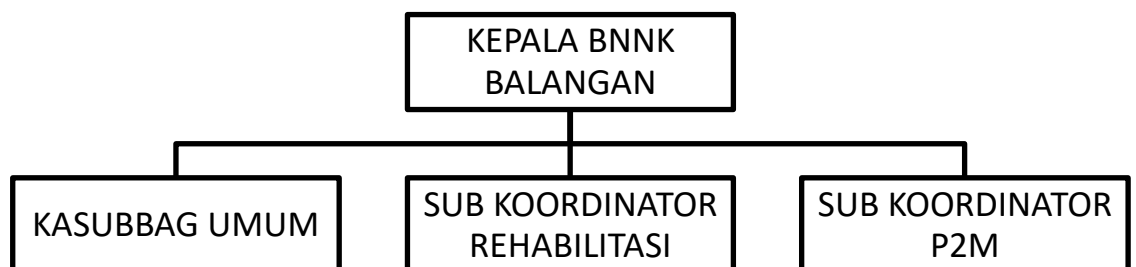 KEPALA BNNK
BALANGAN
KASUBBAG UMUM
SUB KOORDINATOR
REHABILITASI
SUB KOORDINATOR
P2M